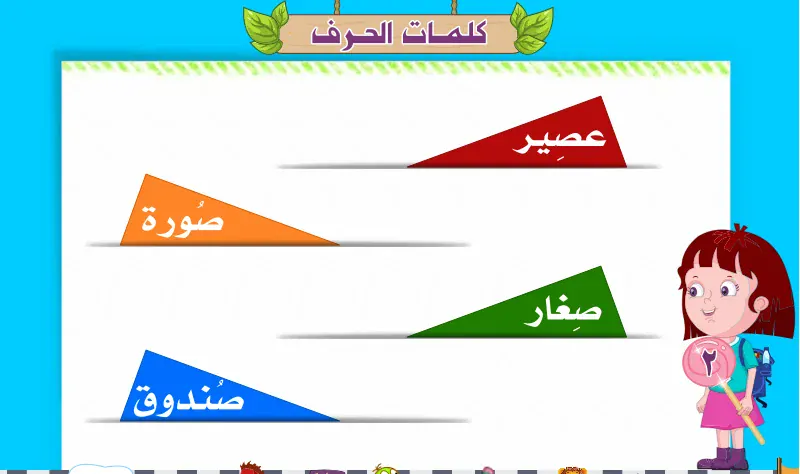 كلمات الحرف
عصِير
صُورة
صِغار
صُندوق
٢